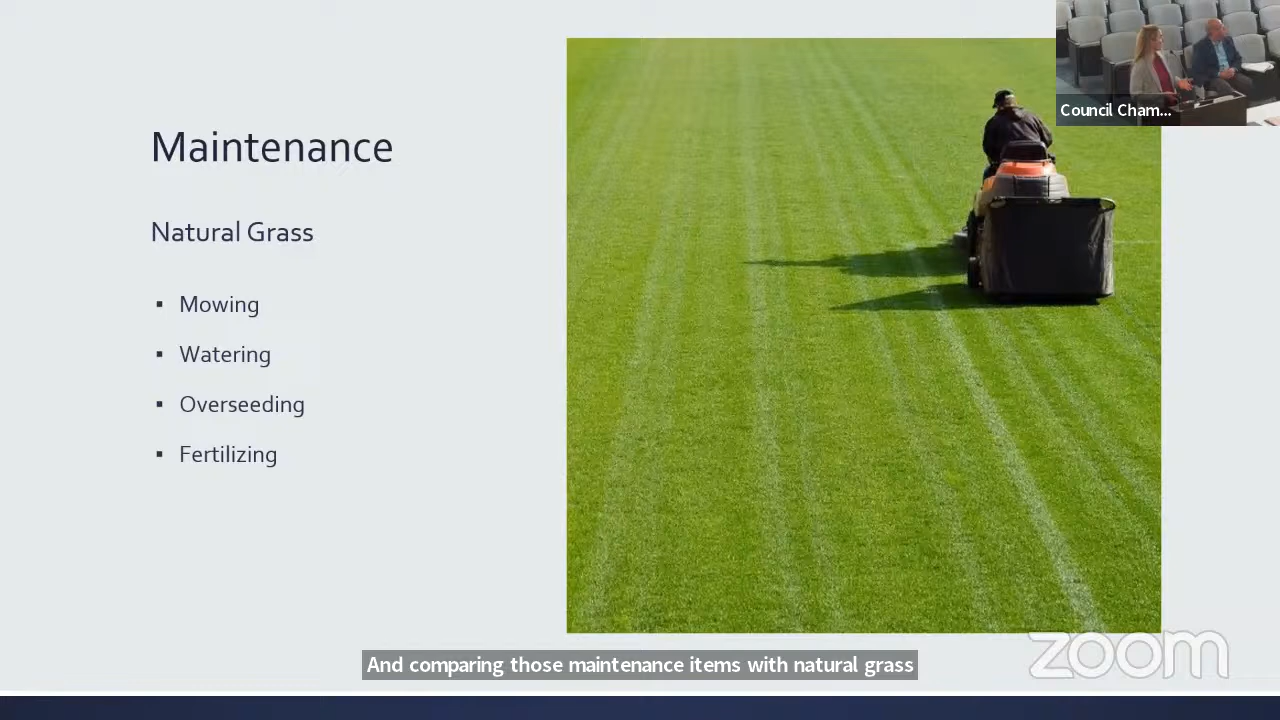 Maintenance
Natural Grass
▪ Mowing
▪ Watering
▪ Overseeding
▪ Fertilizing
Council Cham...
And comparing those maintenance items with natural grass
zoom